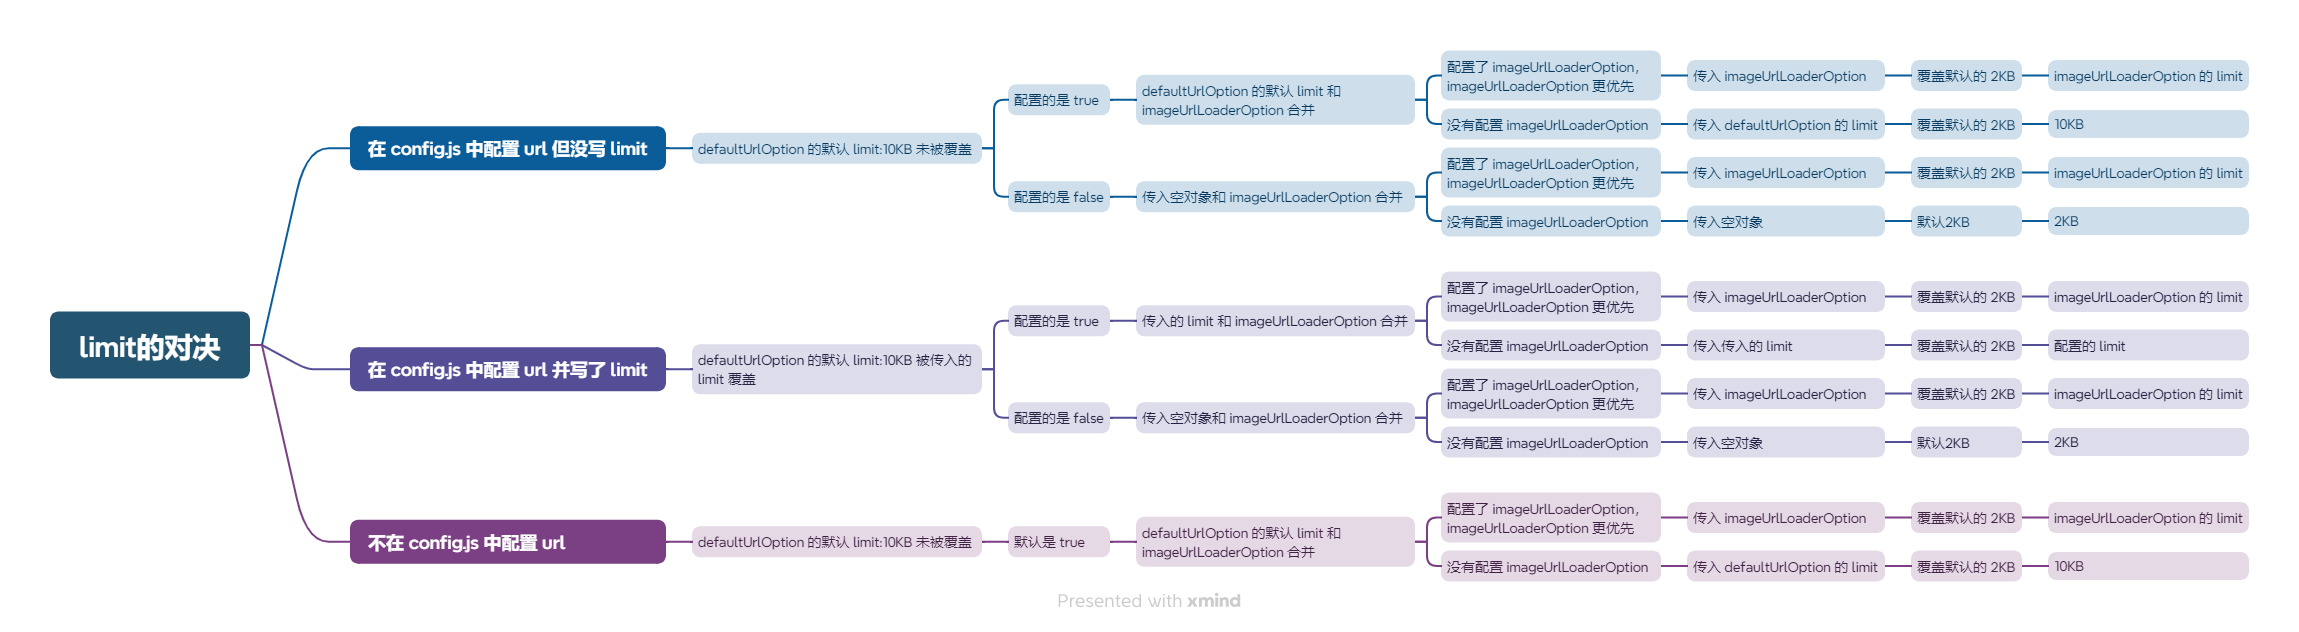 limit的对决
在 config.js 中配置 url 但没写 limit
defaultUrlOption 的默认 limit:10KB 未被覆盖
配置的是 true
defaultUrlOption 的默认 limit 和
imageUrlLoaderOption 合并
配置了 imageUrlLoaderOption,
imageUrlLoaderOption 更优先
传入 imageUrlLoaderOption
覆盖默认的 2KB
imageUrlLoaderOption 的 limit
没有配置 imageUrlLoaderOption
传入 defaultUrlOption 的 limit
覆盖默认的 2KB
10KB
配置的是 false
传入空对象和 imageUrlLoaderOption 合并
配置了 imageUrlLoaderOption,
imageUrlLoaderOption 更优先
传入 imageUrlLoaderOption
覆盖默认的 2KB
imageUrlLoaderOption 的 limit
没有配置 imageUrlLoaderOption
传入空对象
默认2KB
2KB
在 config.js 中配置 url 并写了 limit
defaultUrlOption 的默认 limit:10KB 被传入的
limit 覆盖
配置的是 true
传入的 limit 和 imageUrlLoaderOption 合并
配置了 imageUrlLoaderOption,
imageUrlLoaderOption 更优先
传入 imageUrlLoaderOption
覆盖默认的 2KB
imageUrlLoaderOption 的 limit
没有配置 imageUrlLoaderOption
传入传入的 limit
覆盖默认的 2KB
配置的 limit
配置的是 false
传入空对象和 imageUrlLoaderOption 合并
配置了 imageUrlLoaderOption,
imageUrlLoaderOption 更优先
传入 imageUrlLoaderOption
覆盖默认的 2KB
imageUrlLoaderOption 的 limit
没有配置 imageUrlLoaderOption
传入空对象
默认2KB
2KB
不在 config.js 中配置 url
defaultUrlOption 的默认 limit:10KB 未被覆盖
默认是 true
defaultUrlOption 的默认 limit 和
imageUrlLoaderOption 合并
配置了 imageUrlLoaderOption,
imageUrlLoaderOption 更优先
传入 imageUrlLoaderOption
覆盖默认的 2KB
imageUrlLoaderOption 的 limit
没有配置 imageUrlLoaderOption
传入 defaultUrlOption 的 limit
覆盖默认的 2KB
10KB
Presented with xmind